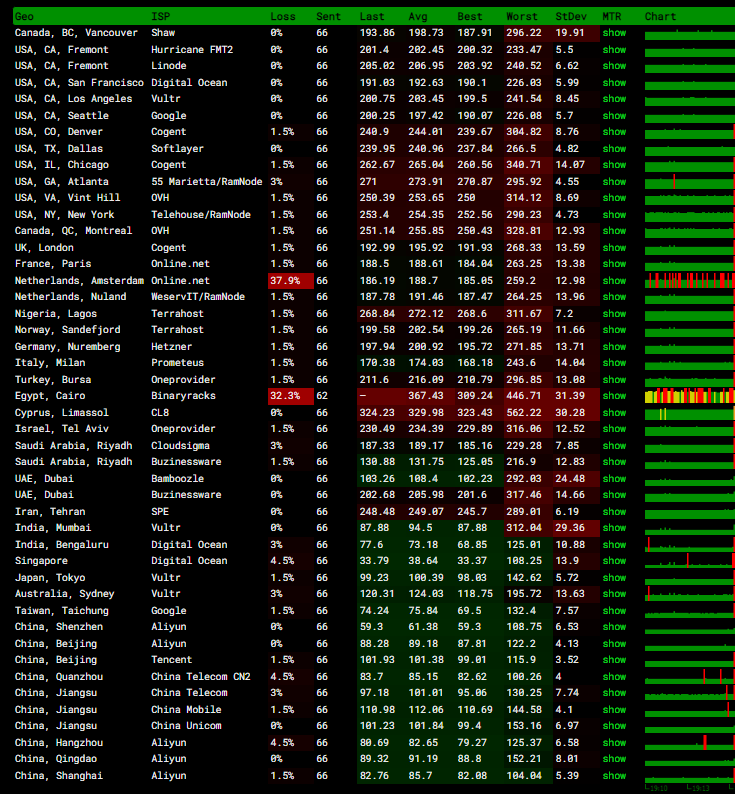 Geo ISP Loss Sent Last Avg Best Worst StDev MTR Chart
Canada, BC, Vancouver Shaw 0% 66 193.86 198.73 187.91 296.22 19.91 show
USA, CA, Fremont Hurricane FMT2 0% 66 201.4 202.45 200.32 233.47 5.5 show
USA, CA, Fremont Linode 0% 66 205.02 206.95 203.92 240.52 6.62 show
USA, CA, San Francisco Digital Ocean 0% 66 191.03 192.63 190.1 226.03 5.99 show
USA, CA, Los Angeles Vultr 0% 66 200.75 203.45 199.5 241.54 8.45 show
USA, CA, Seattle Google 0% 66 200.25 197.42 190.07 226.08 5.7 show
USA, CO, Denver Cogent 1.5% 66 240.9 244.01 239.67 304.82 8.76 show
USA, TX, Dallas Softlayer 0% 66 239.95 240.96 237.84 266.5 4.82 show
USA, IL, Chicago Cogent 1.5% 66 262.67 265.04 260.56 340.71 14.07 show
USA, GA, Atlanta 55 Marietta/RamNode 3% 66 271 273.91 270.87 295.92 4.55 show
USA, VA, Vint Hill OVH 1.5% 66 250.39 253.65 250 314.12 8.69 show
USA, NY, New York Telehouse/RamNode 1.5% 66 253.4 254.35 252.56 290.23 4.73 show
Canada, QC, Montreal OVH 1.5% 66 251.14 255.85 250.43 328.81 12.93 show
UK, London Cogent 1.5% 66 192.99 195.92 191.93 268.33 13.59 show
France, Paris Online.net 1.5% 66 188.5 188.61 184.04 263.25 13.38 show
Netherlands, Amsterdam Online.net 37.9% 66 186.19 188.7 185.05 259.2 12.98 show
Netherlands, Nuland WeservIT/RamNode 1.5% 66 187.78 191.46 187.47 264.25 13.96 show
Nigeria, Lagos Terrahost 1.5% 66 268.84 272.12 268.6 311.67 7.2 show
Norway, Sandefjord Terrahost 1.5% 66 199.58 202.54 199.26 265.19 11.66 show
Germany, Nuremberg Hetzner 1.5% 66 197.94 200.92 195.72 271.85 13.71 show
Italy, Milan Prometeus 1.5% 66 170.38 174.03 168.18 243.6 14.04 show
Turkey, Bursa Oneprovider 1.5% 66 211.6 216.09 210.79 296.85 13.08 show
Egypt, Cairo Binaryracks 32.3% 62 — 367.43 309.24 446.71 31.39 show
Cyprus, Limassol CL8 0% 66 324.23 329.98 323.43 562.22 30.28 show
Israel, Tel Aviv Oneprovider 1.5% 66 230.49 234.39 229.89 316.06 12.52 show
Saudi Arabia, Riyadh Cloudsigma 3% 66 187.33 189.17 185.16 229.28 7.85 show
Saudi Arabia, Riyadh Buzinessware 1.5% 66 130.88 131.75 125.05 216.9 12.83 show
UAE, Dubai Bamboozle 0% 66 103.26 108.4 102.23 292.03 24.48 show
UAE, Dubai Buzinessware 0% 66 202.68 205.98 201.6 317.46 14.66 show
Iran, Tehran SPE 0% 66 248.48 249.07 245.7 289.01 6.19 show
India, Mumbai Vultr 0% 66 87.88 94.5 87.88 312.04 29.36 show
India, Bengaluru Digital Ocean 3% 66 77.6 73.18 68.85 125.01 10.88 show
Singapore Digital Ocean 4.5% 66 33.79 38.64 33.37 108.25 13.9 show
Japan, Tokyo Vultr 1.5% 66 99.23 100.39 98.03 142.62 5.72 show
Australia, Sydney Vultr 3% 66 120.31 124.03 118.75 195.72 13.63 show
Taiwan, Taichung Google 1.5% 66 74.24 75.84 69.5 132.4 7.57 show
China, Shenzhen Aliyun 0% 66 59.3 61.38 59.3 108.75 6.53 show
China, Beijing Aliyun 0% 66 88.28 89.18 87.81 122.2 4.13 show
China, Beijing Tencent 1.5% 66 101.93 101.38 99.01 115.9 3.52 show
China, Quanzhou China Telecom CN2 4.5% 66 83.7 85.15 82.62 100.26 4 show
China, Jiangsu China Telecom 3% 66 97.18 101.01 95.06 130.25 7.74 show
China, Jiangsu China Mobile 1.5% 66 110.98 112.06 110.69 144.58 4.1 show
China, Jiangsu China Unicom 0% 66 101.23 101.84 99.4 153.16 6.97 show
China, Hangzhou Aliyun 4.5% 66 80.69 82.65 79.27 125.37 6.58 show
China, Qingdao Aliyun 0% 66 89.32 91.19 88.8 152.21 8.01 show
China, Shanghai Aliyun 1.5% 66 82.76 85.7 82.08 104.04 5.39 show
19:10 19:13